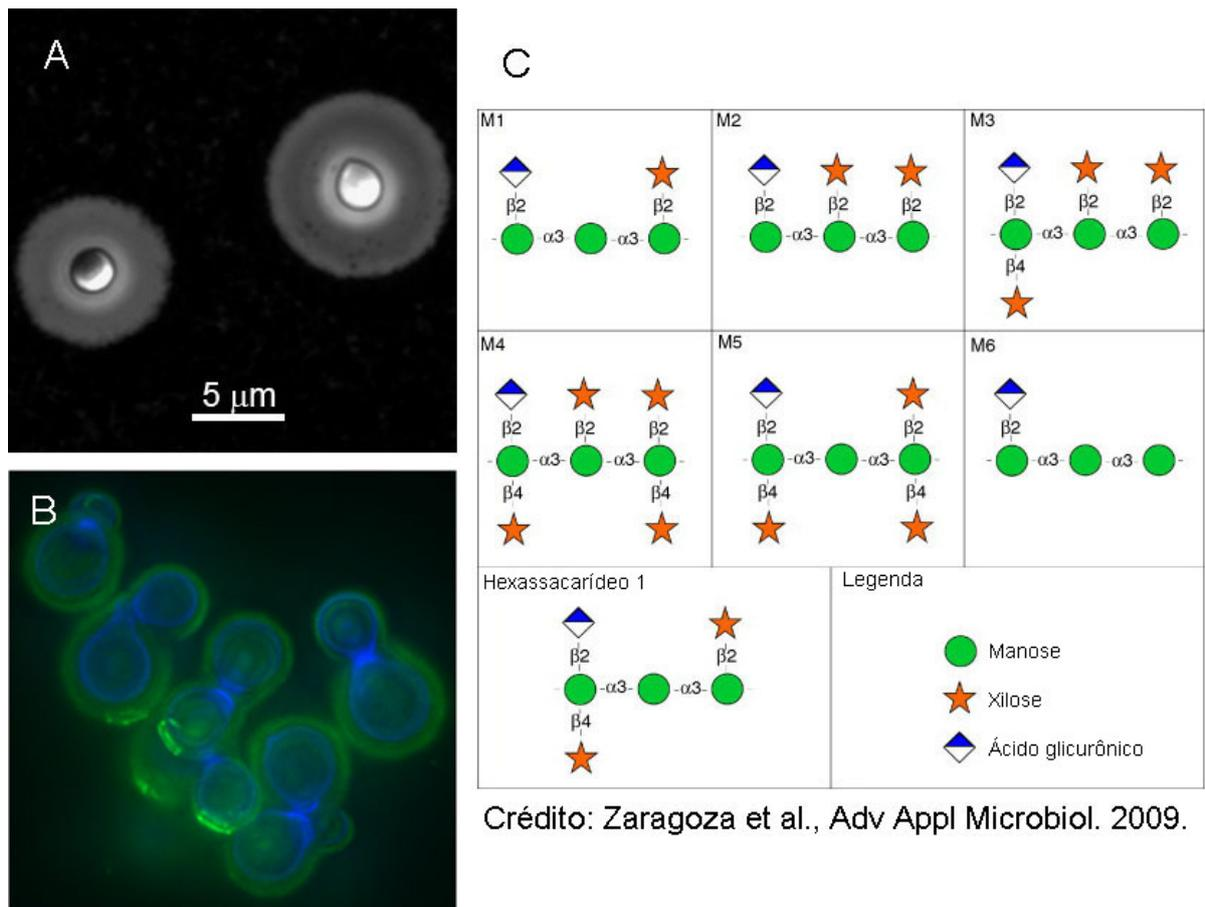 A
5 μm
B
C
M1
β2 β2
α3 α3
M2
β2 β2 β2
α3 α3
M3
β2 β2 β2
α3 α3
β4
M4
β2 β2 β2
α3 α3
β4 β4
M5
β2 β2
α3 α3
β4 β4
M6
β2
α3 α3
Hexassacarídeo 1
β2 β2
α3 α3
β4
Legenda
Manose
Xilose
Ácido glicurônico
Crédito: Zaragoza et al., Adv Appl Microbiol. 2009.